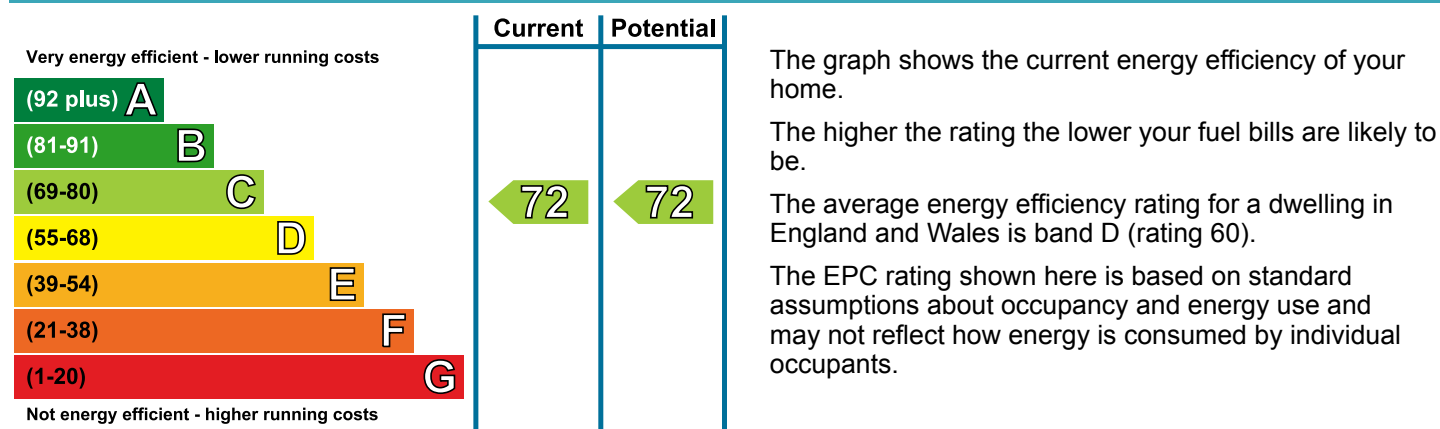 Current Potential
Very energy efficient - lower running costs
(92 plus) A
(81-91) B
(69-80) C
72 72
(55-68) D
(39-54) E
(21-38) F
(1-20) G
Not energy efficient - higher running costs
The graph shows the current energy efficiency of your
home.
The higher the rating the lower your fuel bills are likely to
be.
The average energy efficiency rating for a dwelling in
England and Wales is band D (rating 60).
The EPC rating shown here is based on standard
assumptions about occupancy and energy use and
may not reflect how energy is consumed by individual
occupants.